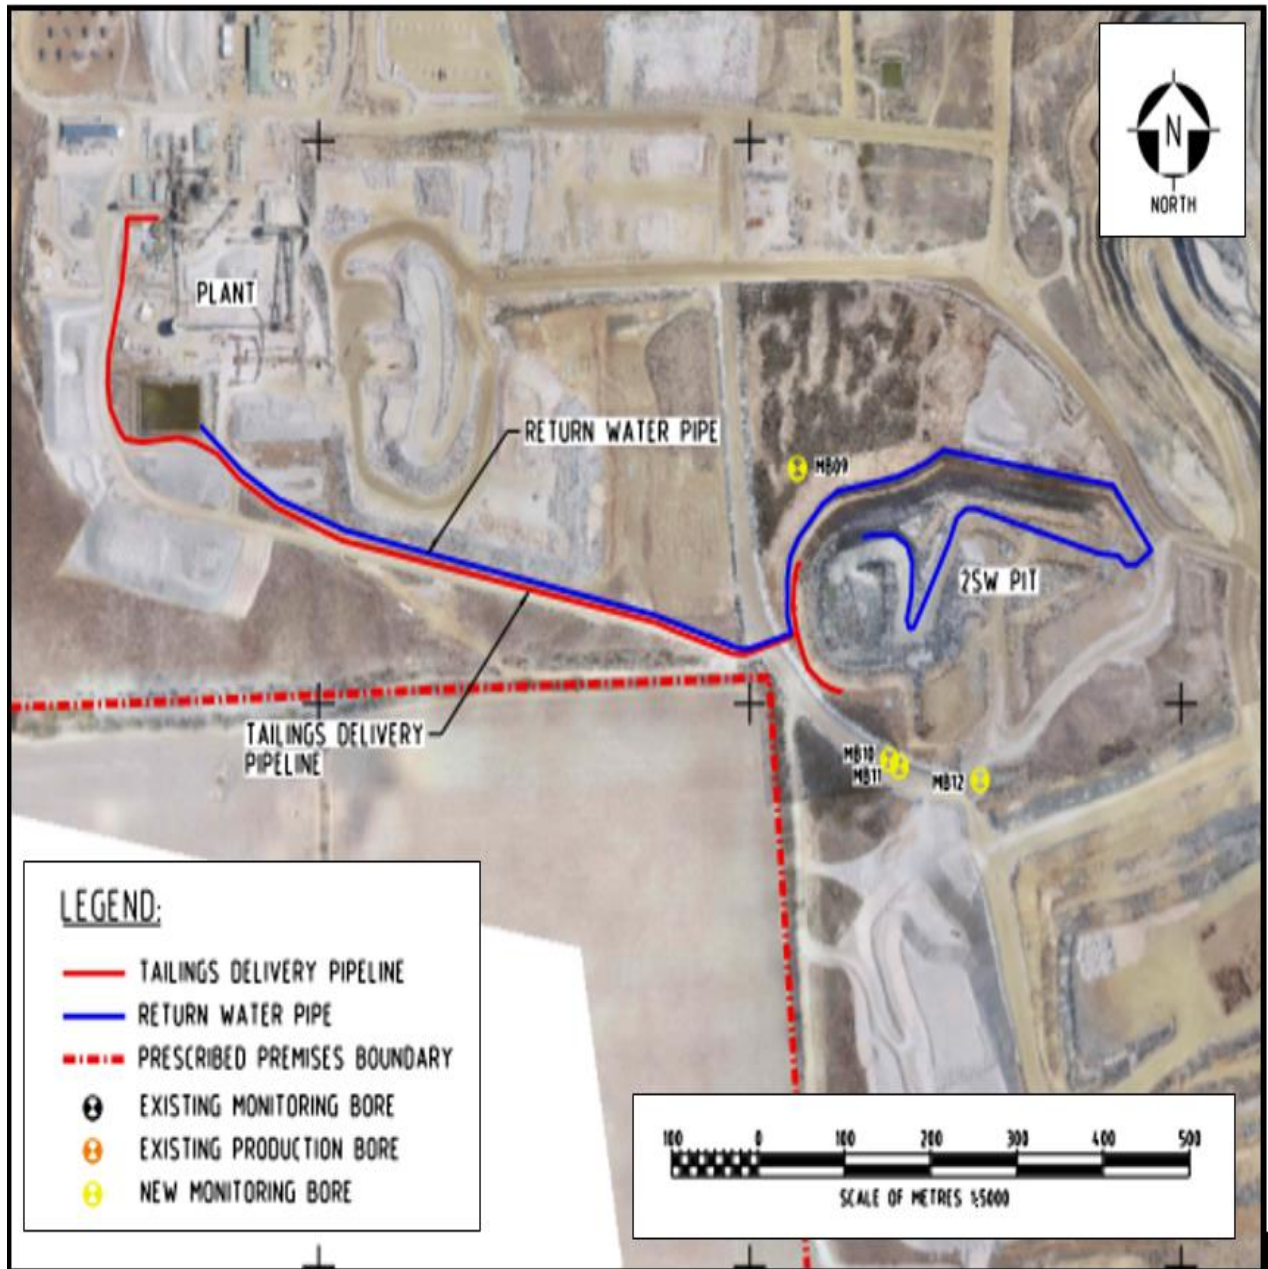 N
NORTH
PLANT
RETURN WATER PIPE
MB09
2SW PIT
TAILINGS DELIVERY
PIPELINE
MB10
MB11
MB12
LEGEND:
TAILINGS DELIVERY PIPELINE
RETURN WATER PIPE
PRESCRIBED PREMISES BOUNDARY
EXISTING MONITORING BORE
EXISTING PRODUCTION BORE
NEW MONITORING BORE
100 0 100 200 300 400 500
SCALE OF METRES 1:5000